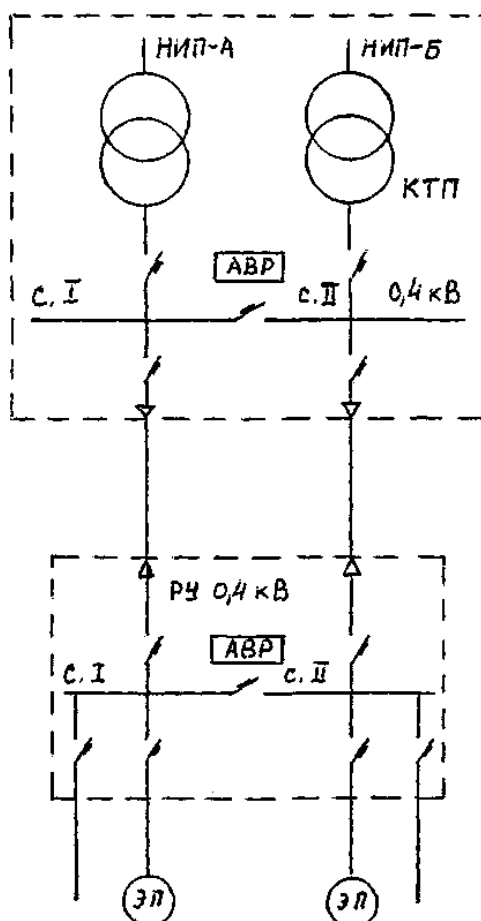 НИП-А
НИП-Б
КТП
АВР
с. I
с. II
0,4 кВ
РУ 0,4 кВ
АВР
с. I
с. II
ЭП
ЭП